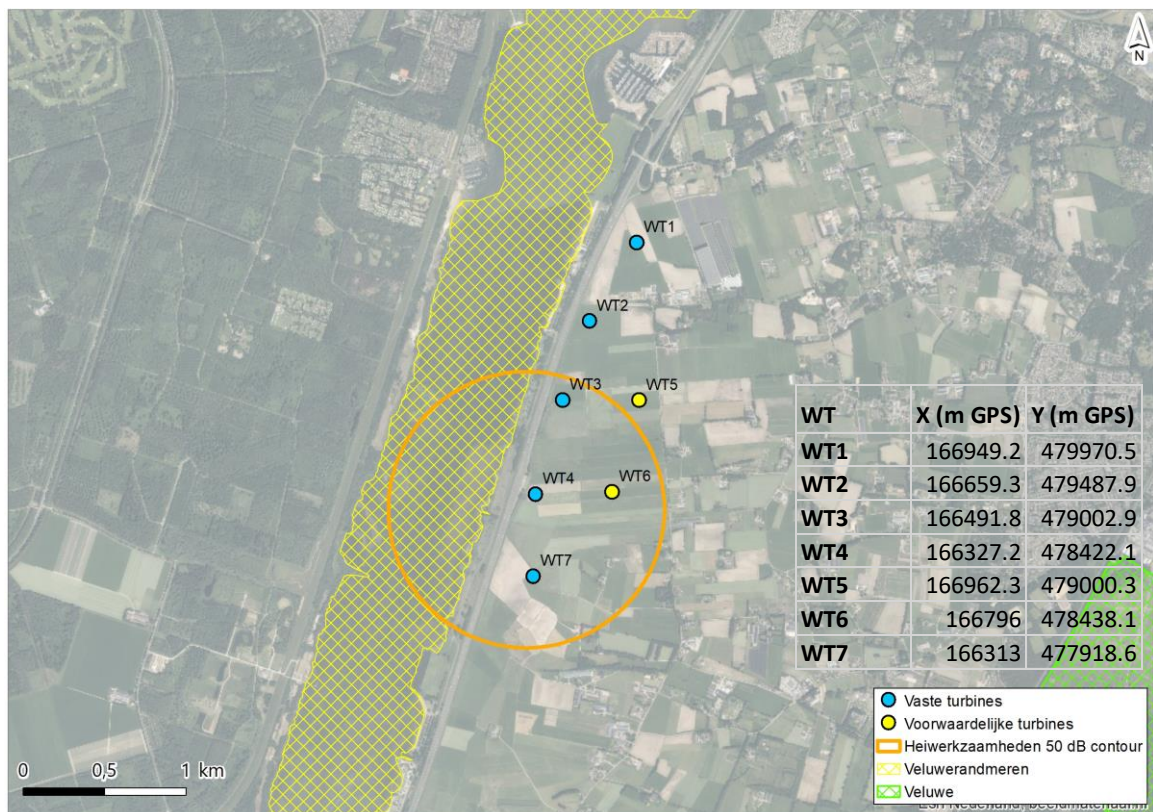 N
WT1
WT2
WT3
WT5
WT4
WT6
WT7
WT X (m GPS) Y (m GPS)
WT1 166949.2 479970.5
WT2 166659.3 479487.9
WT3 166491.8 479002.9
WT4 166327.2 478422.1
WT5 166962.3 479000.3
WT6 166796 478438.1
WT7 166313 477918.6
Vaste turbines
Voorwaardelijke turbines
Heiwerkzaamheden 50 dB contour
Veluwerandmeren
Veluwe
0 0,5 1 km
Nederland,